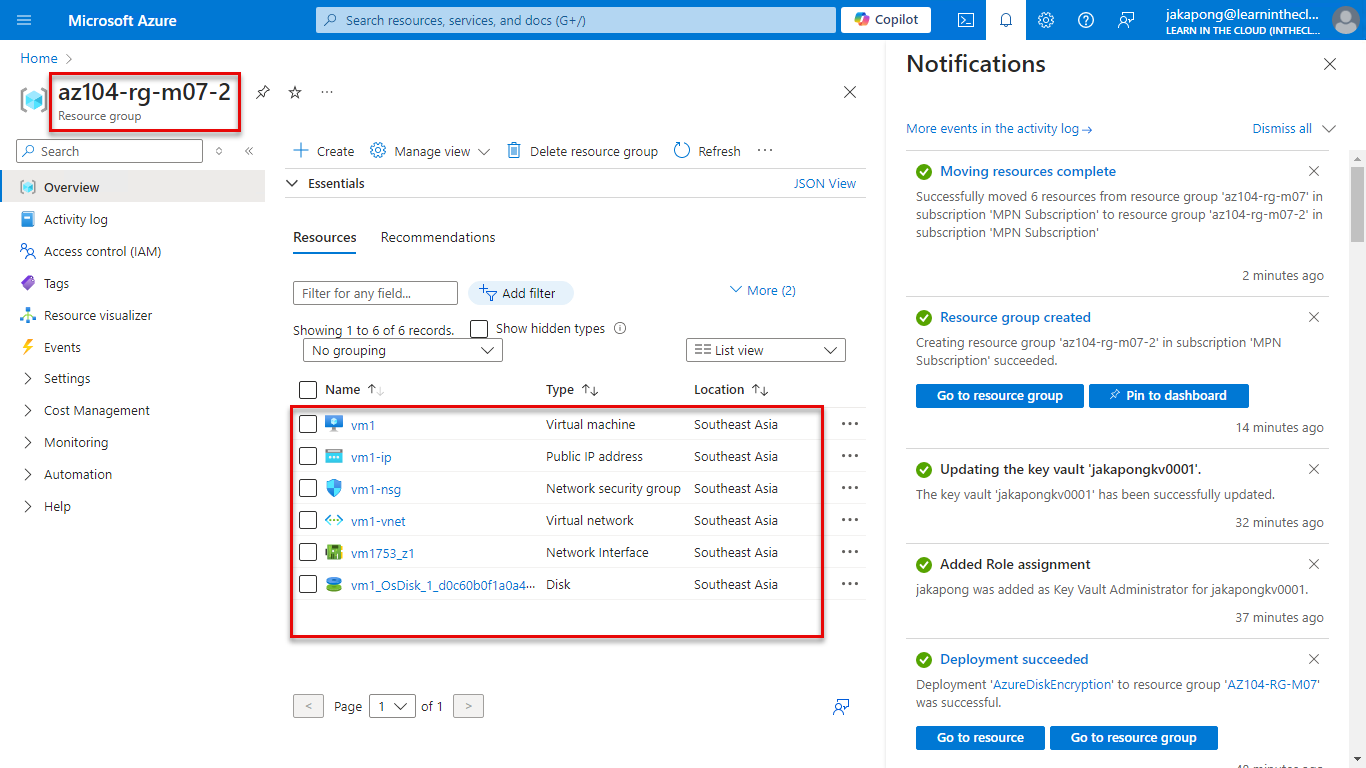 Microsoft Azure
Search resources, services, and docs (G+/)
Copilot
jakapong@learninthecl...
LEARN IN THE CLOUD (INTHECL...
Home
az104-rg-m07-2
Resource group
Search
Overview
Activity log
Access control (IAM)
Tags
Resource visualizer
Events
Settings
Cost Management
Monitoring
Automation
Help
Create
Manage view
Delete resource group
Refresh
Essentials
JSON View
Resources
Recommendations
Filter for any field...
Add filter
More (2)
Showing 1 to 6 of 6 records.
Show hidden types
No grouping
List view
Name Type Location
vm1 Virtual machine Southeast Asia
vm1-ip Public IP address Southeast Asia
vm1-nsg Network security group Southeast Asia
vm1-vnet Virtual network Southeast Asia
vm1753_z1 Network Interface Southeast Asia
vm1_OsDisk_1_d0c60b0f1a0a4... Disk Southeast Asia
< Page 1 of 1 >
Notifications
More events in the activity log →
Dismiss all
Moving resources complete
Successfully moved 6 resources from resource group 'az104-rg-m07' in
subscription 'MPN Subscription' to resource group 'az104-rg-m07-2' in
subscription 'MPN Subscription'
2 minutes ago
Resource group created
Creating resource group 'az104-rg-m07-2' in subscription 'MPN
Subscription' succeeded.
Go to resource group
Pin to dashboard
14 minutes ago
Updating the key vault 'jakapongkv0001'.
The key vault 'jakapongkv0001' has been successfully updated.
32 minutes ago
Added Role assignment
jakapong was added as Key Vault Administrator for jakapongkv0001.
37 minutes ago
Deployment succeeded
Deployment 'AzureDiskEncryption' to resource group 'AZ104-RG-M07'
was successful.
Go to resource
Go to resource group
minutes ago